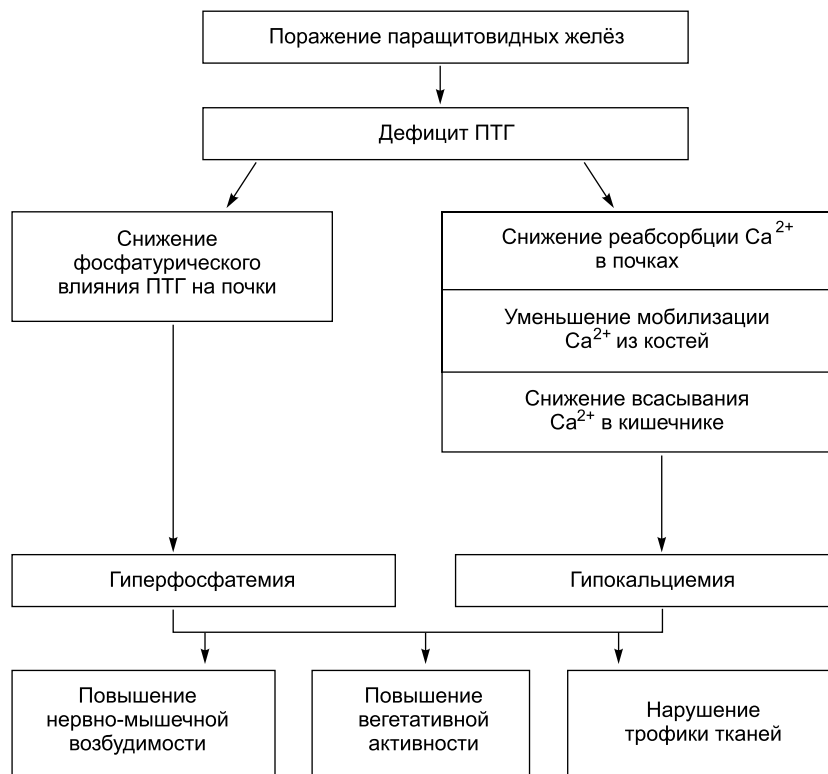 Поражение паращитовидных желёз
Дефицит ПТГ
Снижение
фосфатурического
влияния ПТГ на почки
Снижение реабсорбции Ca²⁺
в почках
Уменьшение мобилизации
Ca²⁺ из костей
Снижение всасывания
Ca²⁺ в кишечнике
Гиперфосфатемия
Гипокальциемия
Повышение
нервно-мышечной
возбудимости
Повышение
вегетативной
активности
Нарушение
трофики тканей